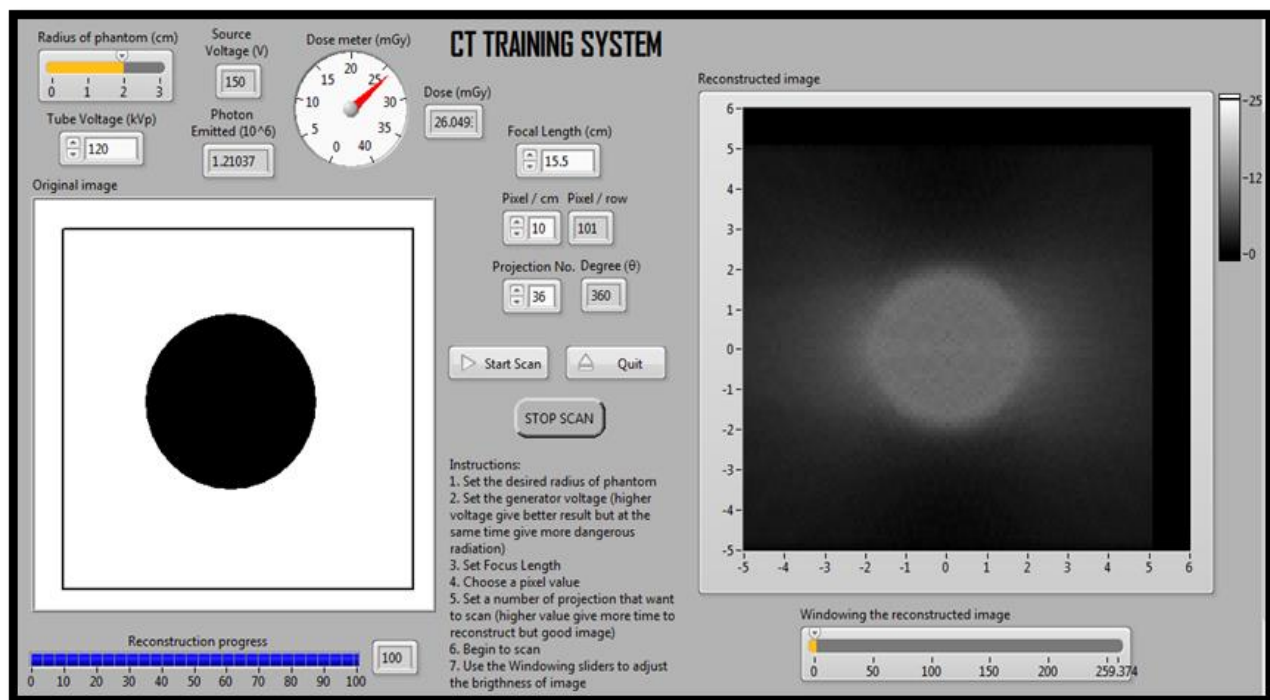 CT TRAINING SYSTEM
Radius of phantom (cm)
0 1 2 3
Source
Voltage (V)
150
Dose meter (mGy)
0 5 10 15 20 25 30 35 40
Dose (mGy)
26.049
Tube Voltage (kVp)
120
Photon
Emitted (10^6)
1.21037
Focal Length (cm)
15.5
Pixel / cm Pixel / row
10 101
Projection No. Degree (θ)
36 360
Start Scan Quit
STOP SCAN
Instructions:
1. Set the desired radius of phantom
2. Set the generator voltage (higher
voltage give better result but at the
same time give more dangerous
radiation)
3. Set Focus Length
4. Choose a pixel value
5. Set a number of projection that want
to scan (higher value give more time to
reconstruct but good image)
6. Begin to scan
7. Use the Windowing sliders to adjust
the brigthness of image
Original image
Reconstruction progress
100
0 10 20 30 40 50 60 70 80 90 100
Reconstructed image
6
5
4
3
2
1
0
-1
-2
-3
-4
-5
-5 -4 -3 -2 -1 0 1 2 3 4 5 6
-25
-12
-0
Windowing the reconstructed image
0 50 100 150 200 259.374